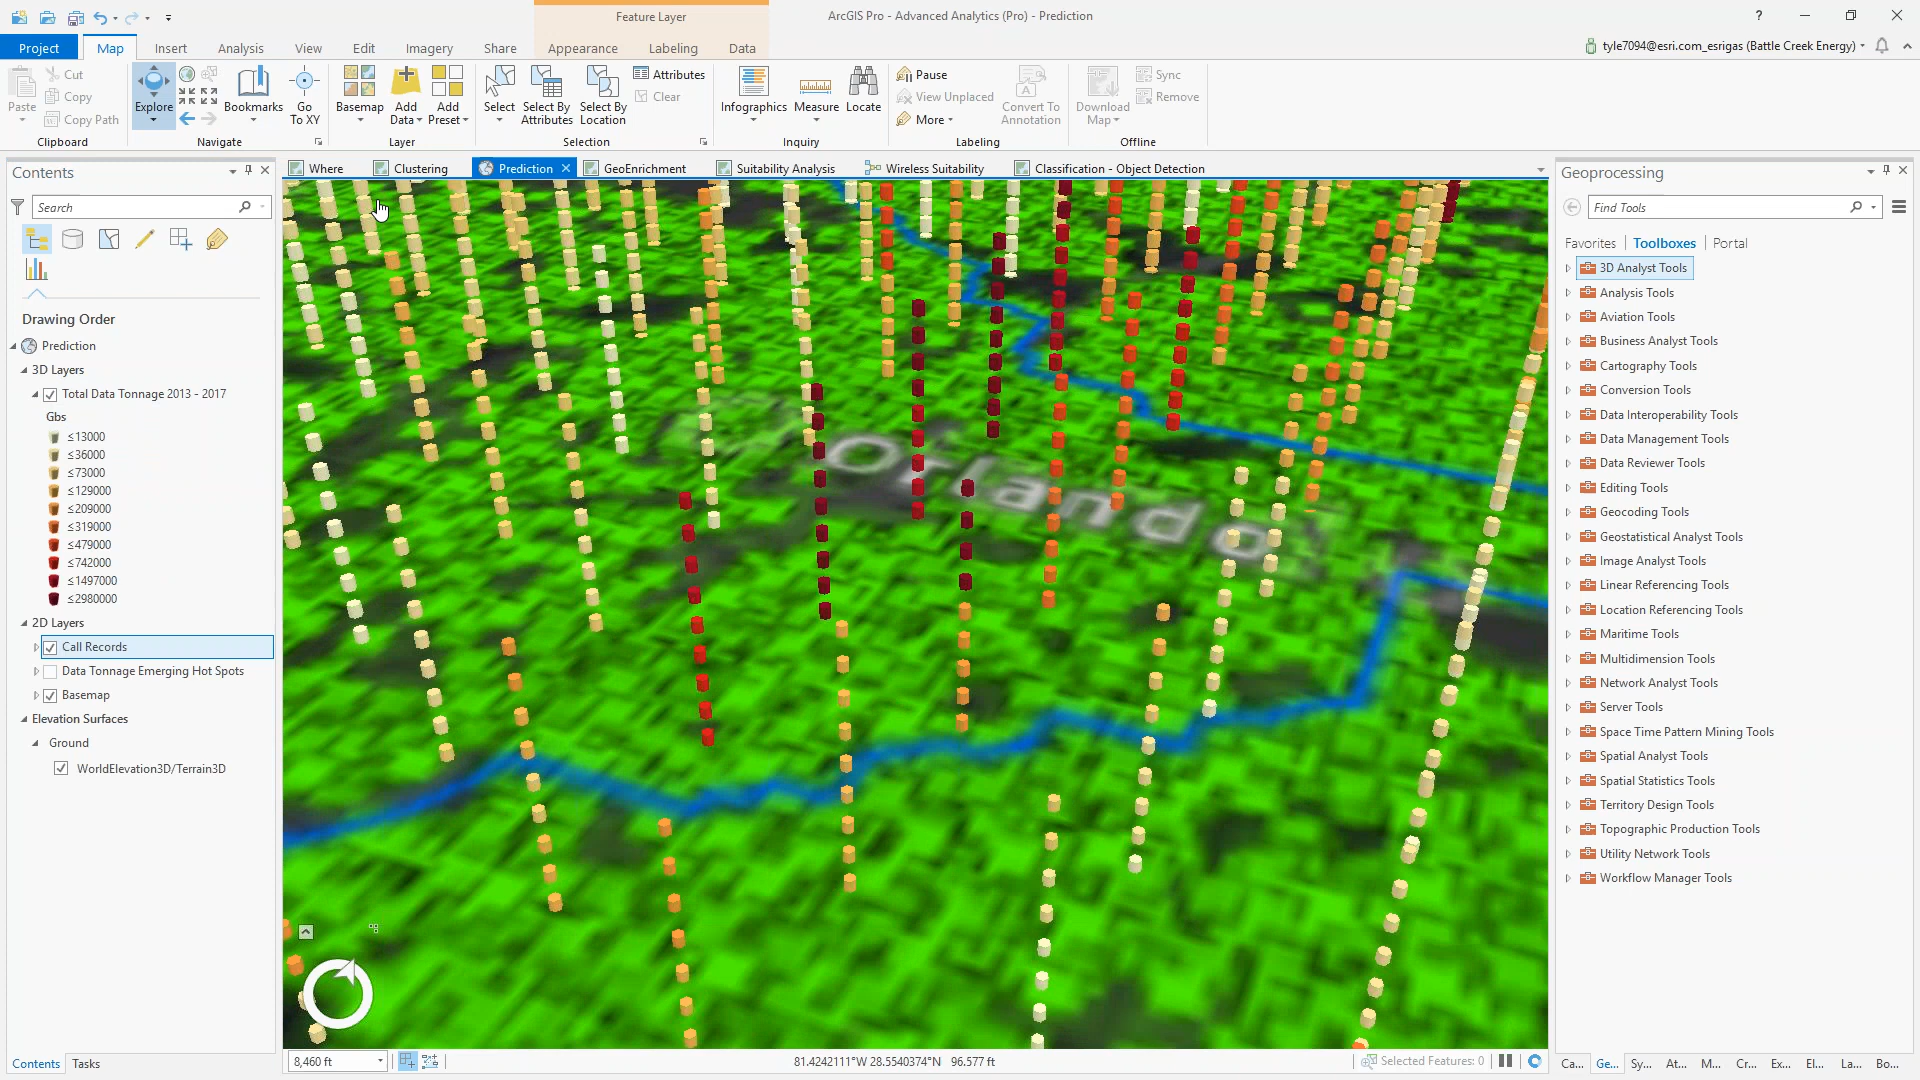 Feature Layer
ArcGIS Pro - Advanced Analytics (Pro) - Prediction
?
Project
Map
Insert
Analysis
View
Edit
Imagery
Share
Appearance
Labeling
Data
tyle7094@esri.com_esrigas (Battle Creek Energy)
Paste
Cut
Copy
Copy Path
Clipboard
Explore
Bookmarks
Go To XY
Navigate
Basemap
Add Data
Add Preset
Layer
Select
Select By Attributes
Select By Location
Attributes
Clear
Selection
Infographics
Measure
Locate
Inquiry
Pause
View Unplaced
More
Convert To Annotation
Labeling
Download Map
Sync
Remove
Offline
Contents
Search
Drawing Order
Prediction
3D Layers
Total Data Tonnage 2013 - 2017
Gbs
≤13000
≤36000
≤73000
≤129000
≤209000
≤319000
≤479000
≤742000
≤1497000
≤2980000
2D Layers
Call Records
Data Tonnage Emerging Hot Spots
Basemap
Elevation Surfaces
Ground
WorldElevation3D/Terrain3D
Contents
Tasks
Where
Clustering
Prediction
GeoEnrichment
Suitability Analysis
Wireless Suitability
Classification - Object Detection
Orlando
8,460 ft
81.4242111°W 28.5540374°N 96.577 ft
Selected Features: 0
Geoprocessing
Find Tools
Favorites
Toolboxes
Portal
3D Analyst Tools
Analysis Tools
Aviation Tools
Business Analyst Tools
Cartography Tools
Conversion Tools
Data Interoperability Tools
Data Management Tools
Data Reviewer Tools
Editing Tools
Geocoding Tools
Geostatistical Analyst Tools
Image Analyst Tools
Linear Referencing Tools
Location Referencing Tools
Maritime Tools
Multidimension Tools
Network Analyst Tools
Server Tools
Space Time Pattern Mining Tools
Spatial Analyst Tools
Spatial Statistics Tools
Territory Design Tools
Topographic Production Tools
Utility Network Tools
Workflow Manager Tools
Ca...
Ge...
Sy...
At...
M...
Cr...
Ex...
El...
La...
Bo...